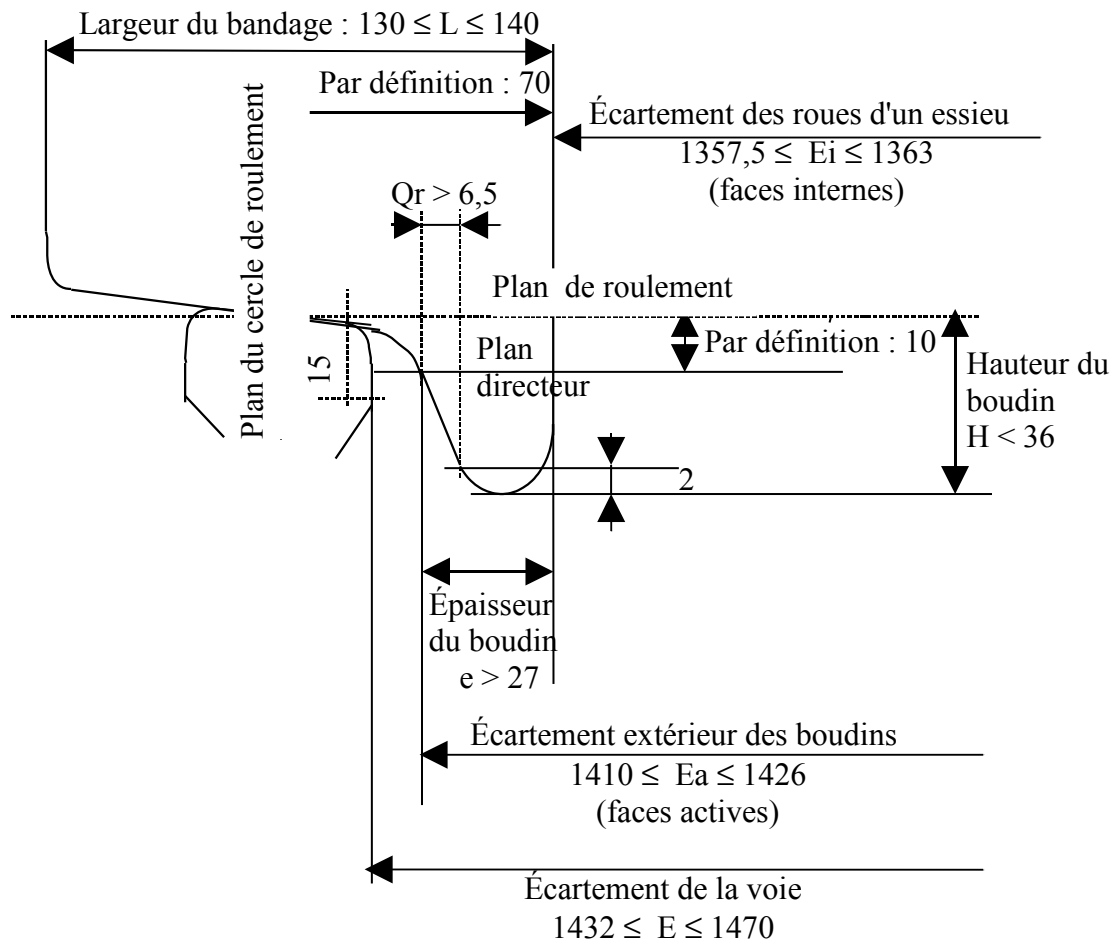 Largeur du bandage : 130 ≤ L ≤ 140
Par définition : 70
Écartement des roues d'un essieu
1357,5 ≤ Ei ≤ 1363
(faces internes)
Plan du cercle de roulement
Qr > 6,5
Plan de roulement
Par définition : 10
Plan
directeur
15
Hauteur du
boudin
H < 36
2
Épaisseur
du boudin
e > 27
Écartement extérieur des boudins
1410 ≤ Ea ≤ 1426
(faces actives)
Écartement de la voie
1432 ≤ E ≤ 1470